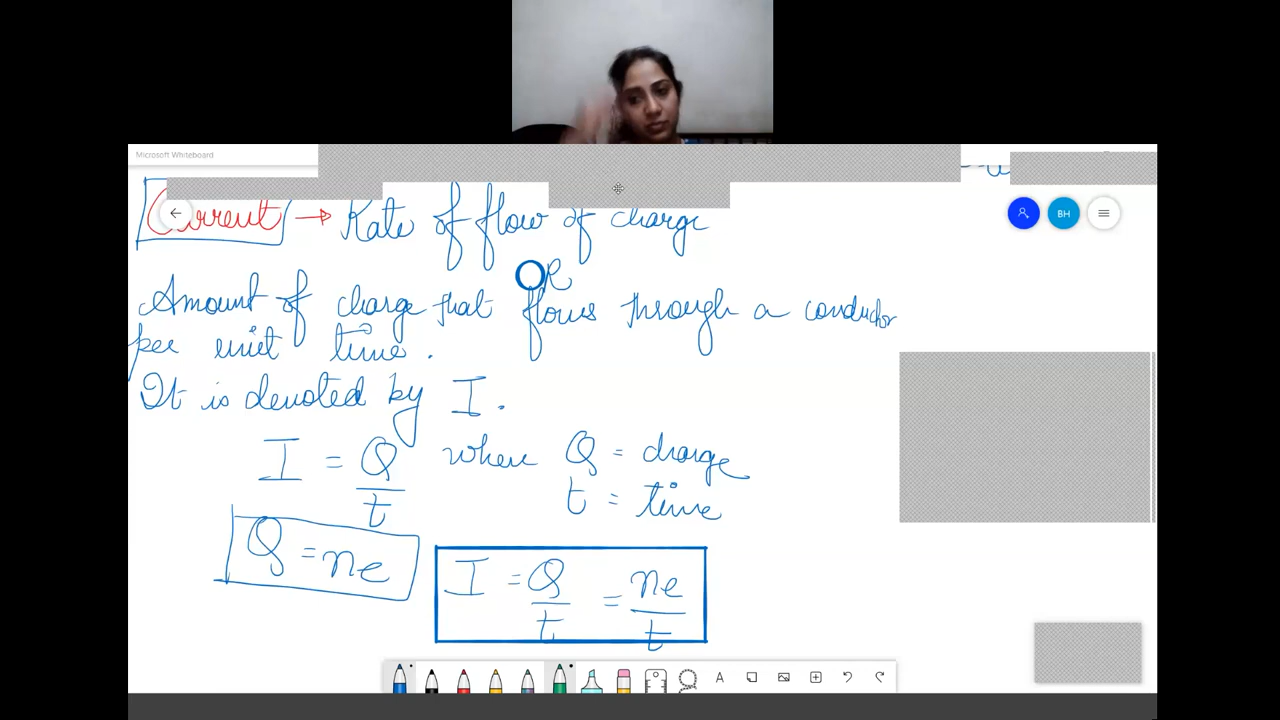 Microsoft Whiteboard
Current → Rate of flow of charge
OR
Amount of charge that flows through a conductor
per unit time.
It is denoted by I.
I = Q/t where Q = charge
t = time
Q = ne
I = Q/t = ne/t
BH
A